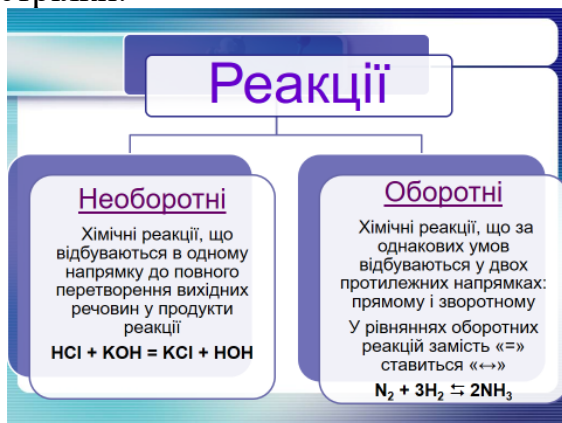 Реакції
Необоротні
Хімічні реакції, що
відбуваються в одному
напрямку до повного
перетворення вихідних
речовин у продукти
реакції
HCl + KOH = KCl + HOH
Оборотні
Хімічні реакції, що за
однакових умов
відбуваються у двох
протилежних напрямках:
прямому і зворотному
У рівняннях оборотних
реакцій замість «=»
ставиться «↔»
N₂ + 3H₂ ⇆ 2NH₃